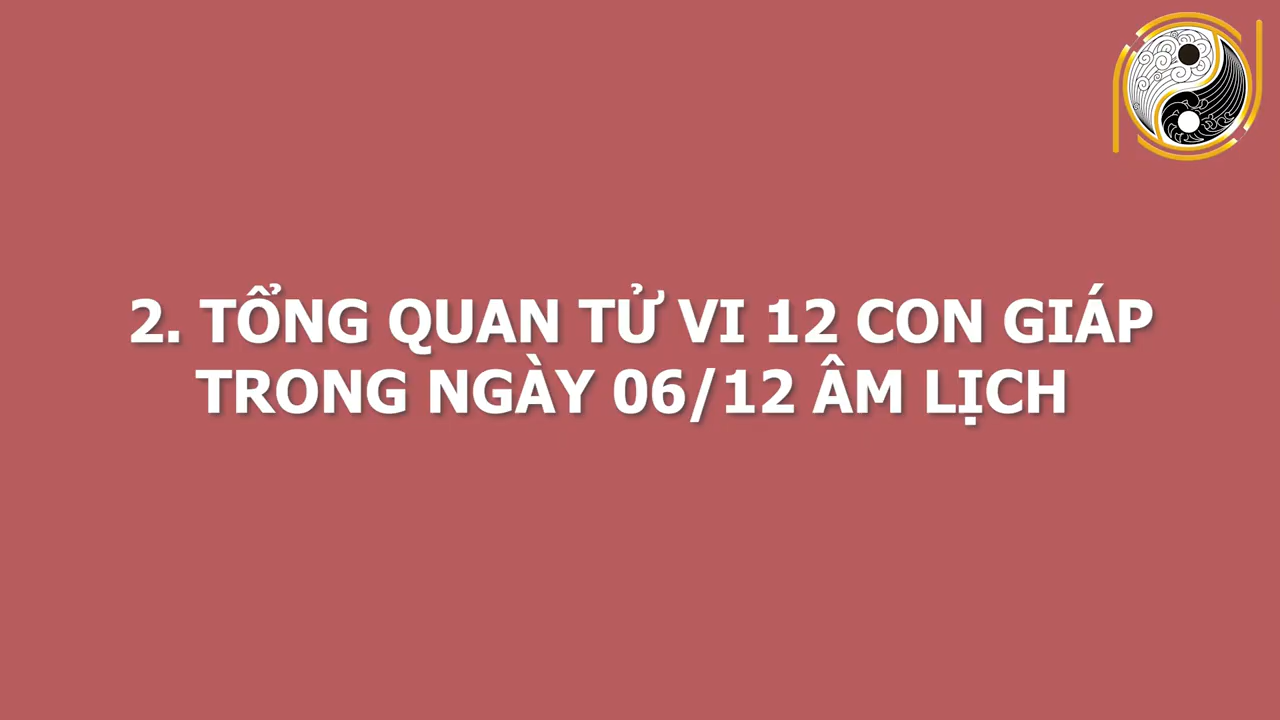 2. TỔNG QUAN TỬ VI 12 CON GIÁP
TRONG NGÀY 06/12 ÂM LỊCH